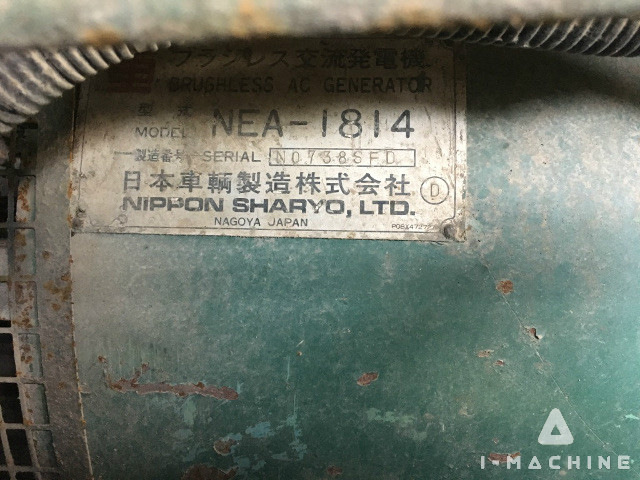 ブラシレス交流発電機
BRUSHLESS AC GENERATOR
型式
MODEL NEA-1814
製造番号 SERIAL N0738SFD
日本車輌製造株式会社 D
NIPPON SHARYO, LTD.
NAGOYA JAPAN
I-MACHINE